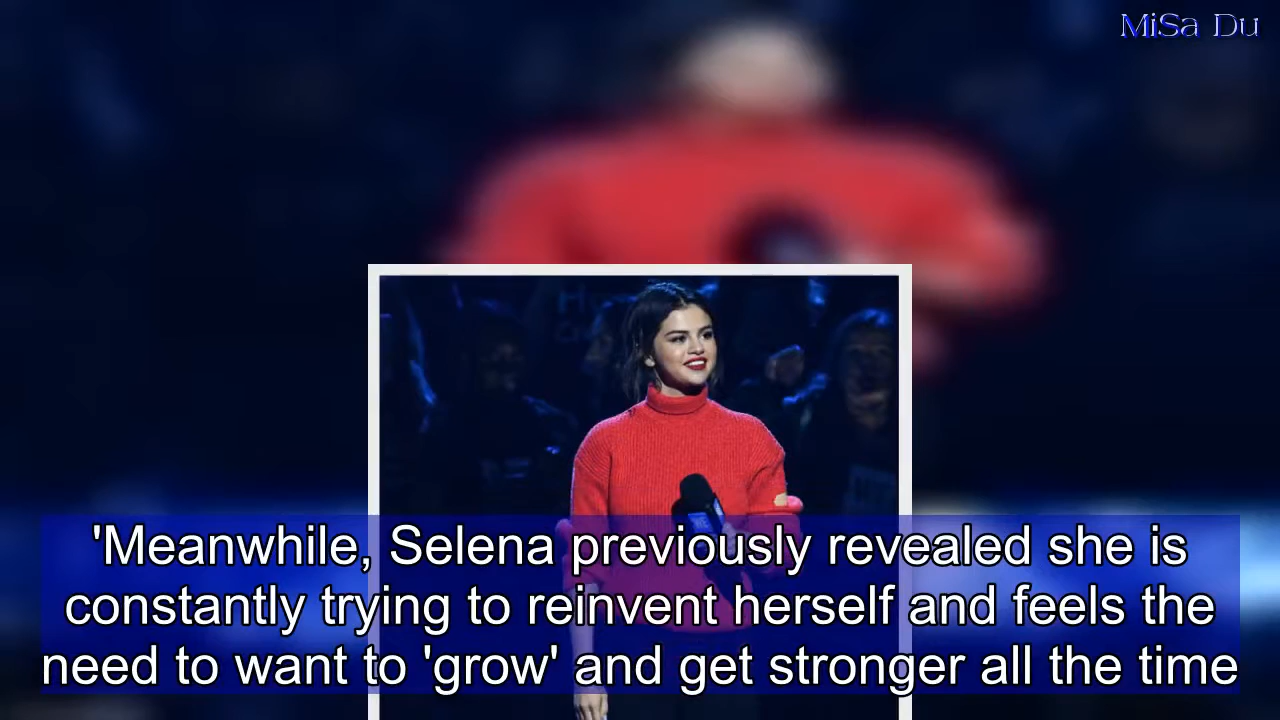 MiSa Du
'Meanwhile, Selena previously revealed she is
constantly trying to reinvent herself and feels the
need to want to 'grow' and get stronger all the time